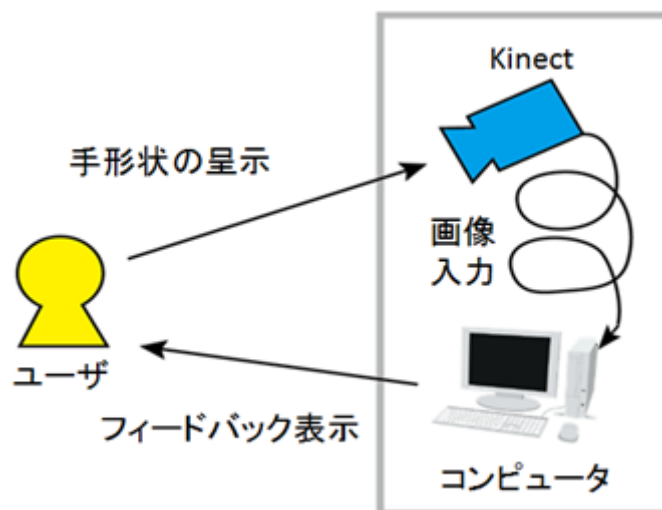 Kinect
手形状の呈示
画像
入力
ユーザ
フィードバック表示
コンピュータ